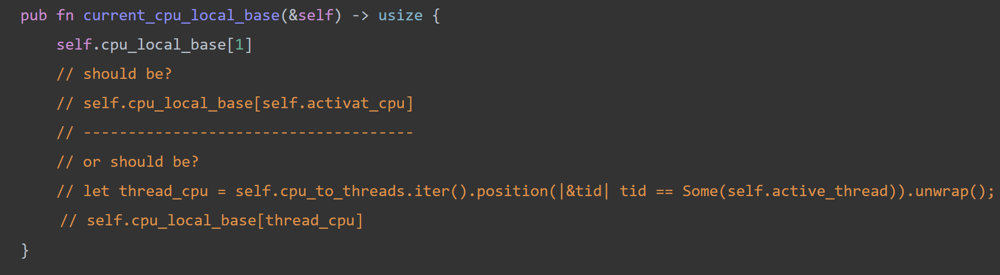 pub fn current_cpu_local_base(&self) -> usize {
self.cpu_local_base[1]
// should be?
// self.cpu_local_base[self.activat_cpu]
// -------------------------------------
// or should be?
// let thread_cpu = self.cpu_to_threads.iter().position(|&tid| tid == Some(self.active_thread)).unwrap();
// self.cpu_local_base[thread_cpu]
}